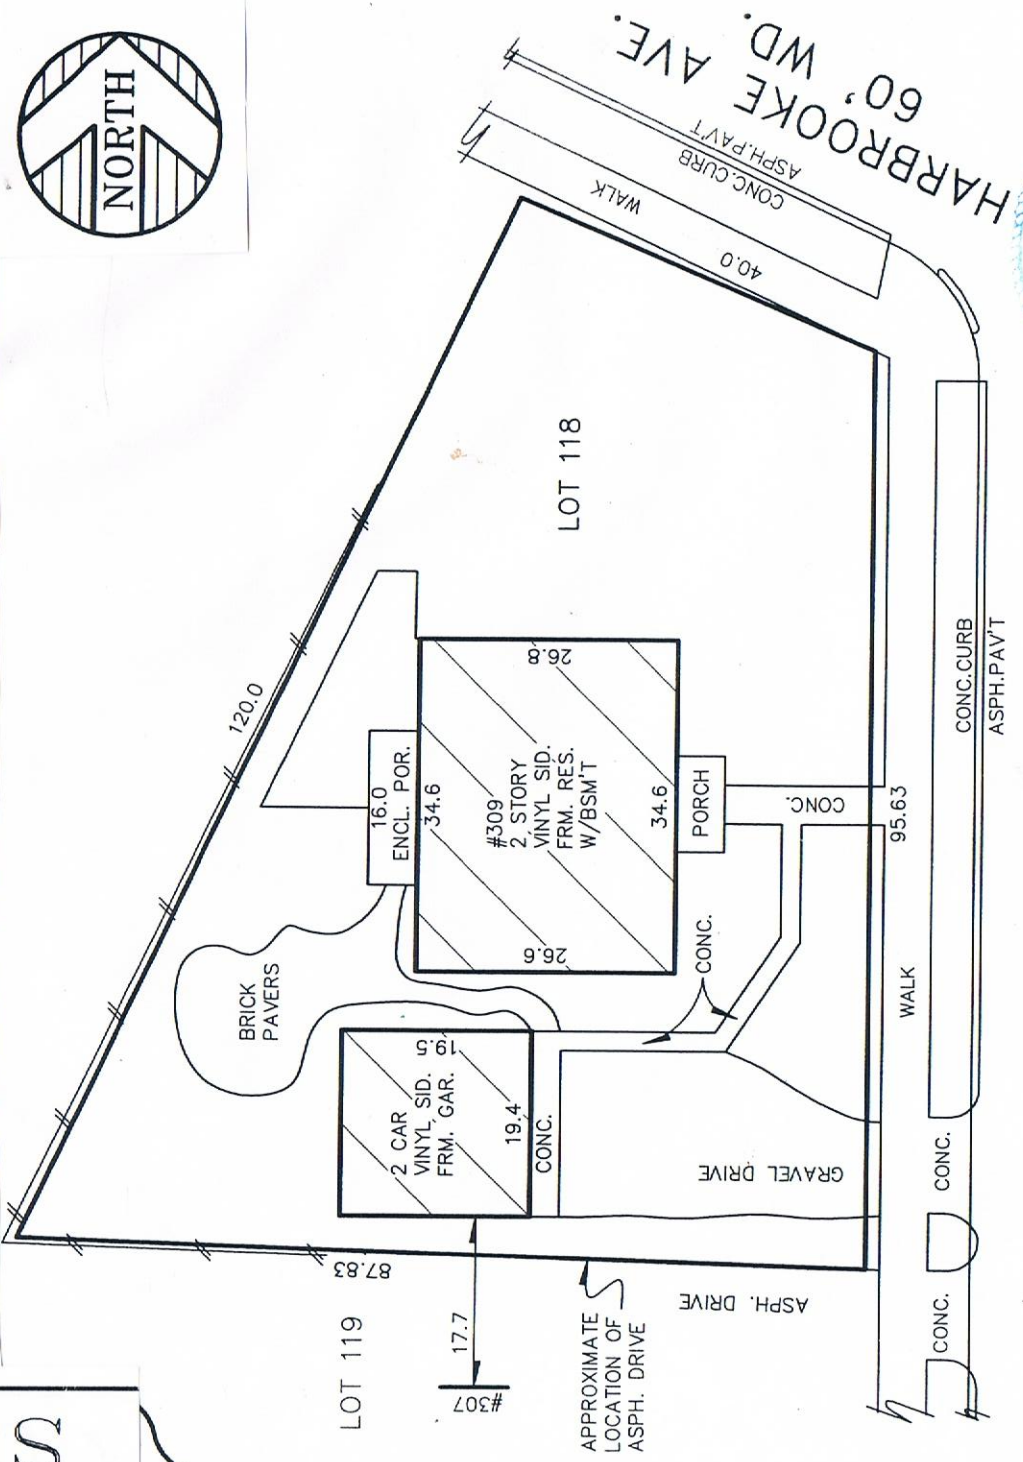 NORTH
HARBROOKE AVE.
60' WD.
ASPH.PAV'T
CONC.CURB
WALK
40.0
LOT 118
120.0
16.0
ENCL. POR.
34.6
26.8
#309
2 STORY
VINYL SID.
FRM. RES.
W/BSM'T
34.6
PORCH
CONC.
95.63
26.6
CONC.
BRICK
PAVERS
19.5
2 CAR
VINYL SID.
FRM. GAR.
19.4
CONC.
GRAVEL DRIVE
WALK
CONC.CURB
ASPH.PAV'T
CONC.
CONC.
87.83
ASPH. DRIVE
LOT 119
17.7
#307
APPROXIMATE
LOCATION OF
ASPH. DRIVE
S